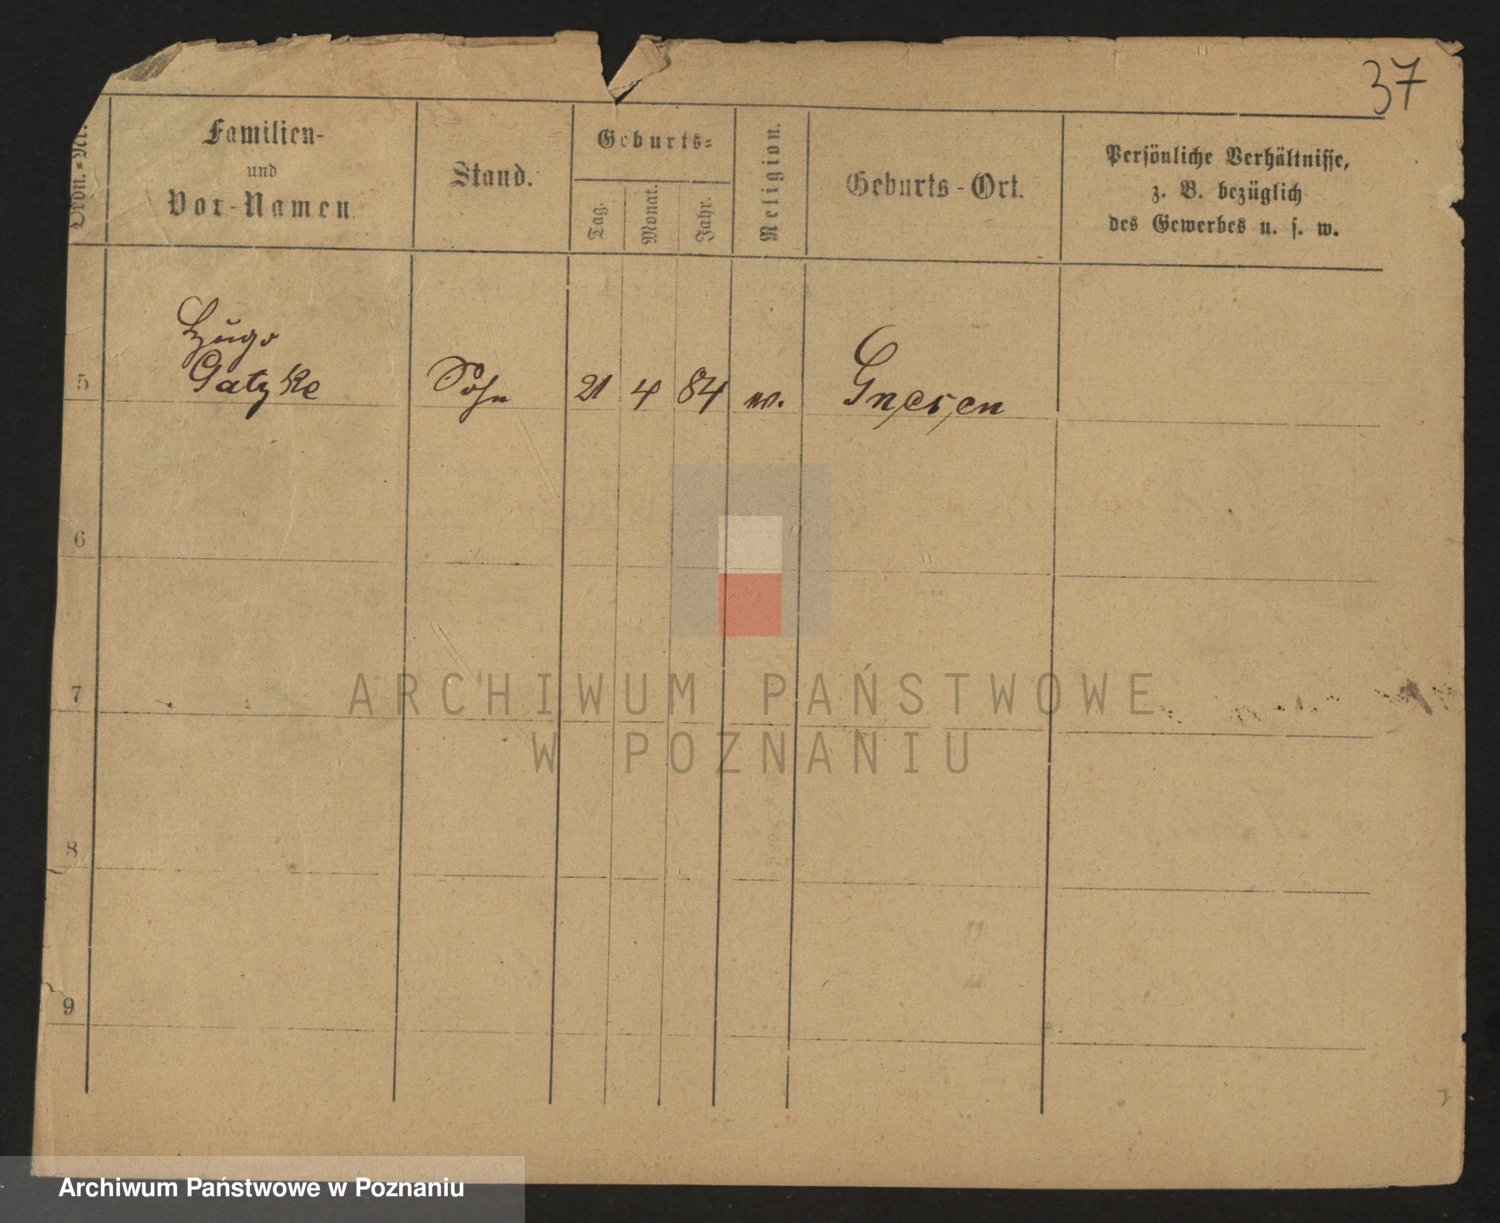 37
Ordn.-Nr.
Familien-
und
Vor-Namen
Stand.
Geburts-
Tag.
Monat.
Jahr.
Religion.
Geburts-Ort.
Persönliche Verhältnisse,
z. B. bezüglich
des Gewerbes u. s. w.
Hugo
5 Gatzke Sohn 21 4 84 Gnesen
6
7
ARCHIWUM PAŃSTWOWE
W POZNANIU
8
9
Archiwum Państwowe w Poznaniu